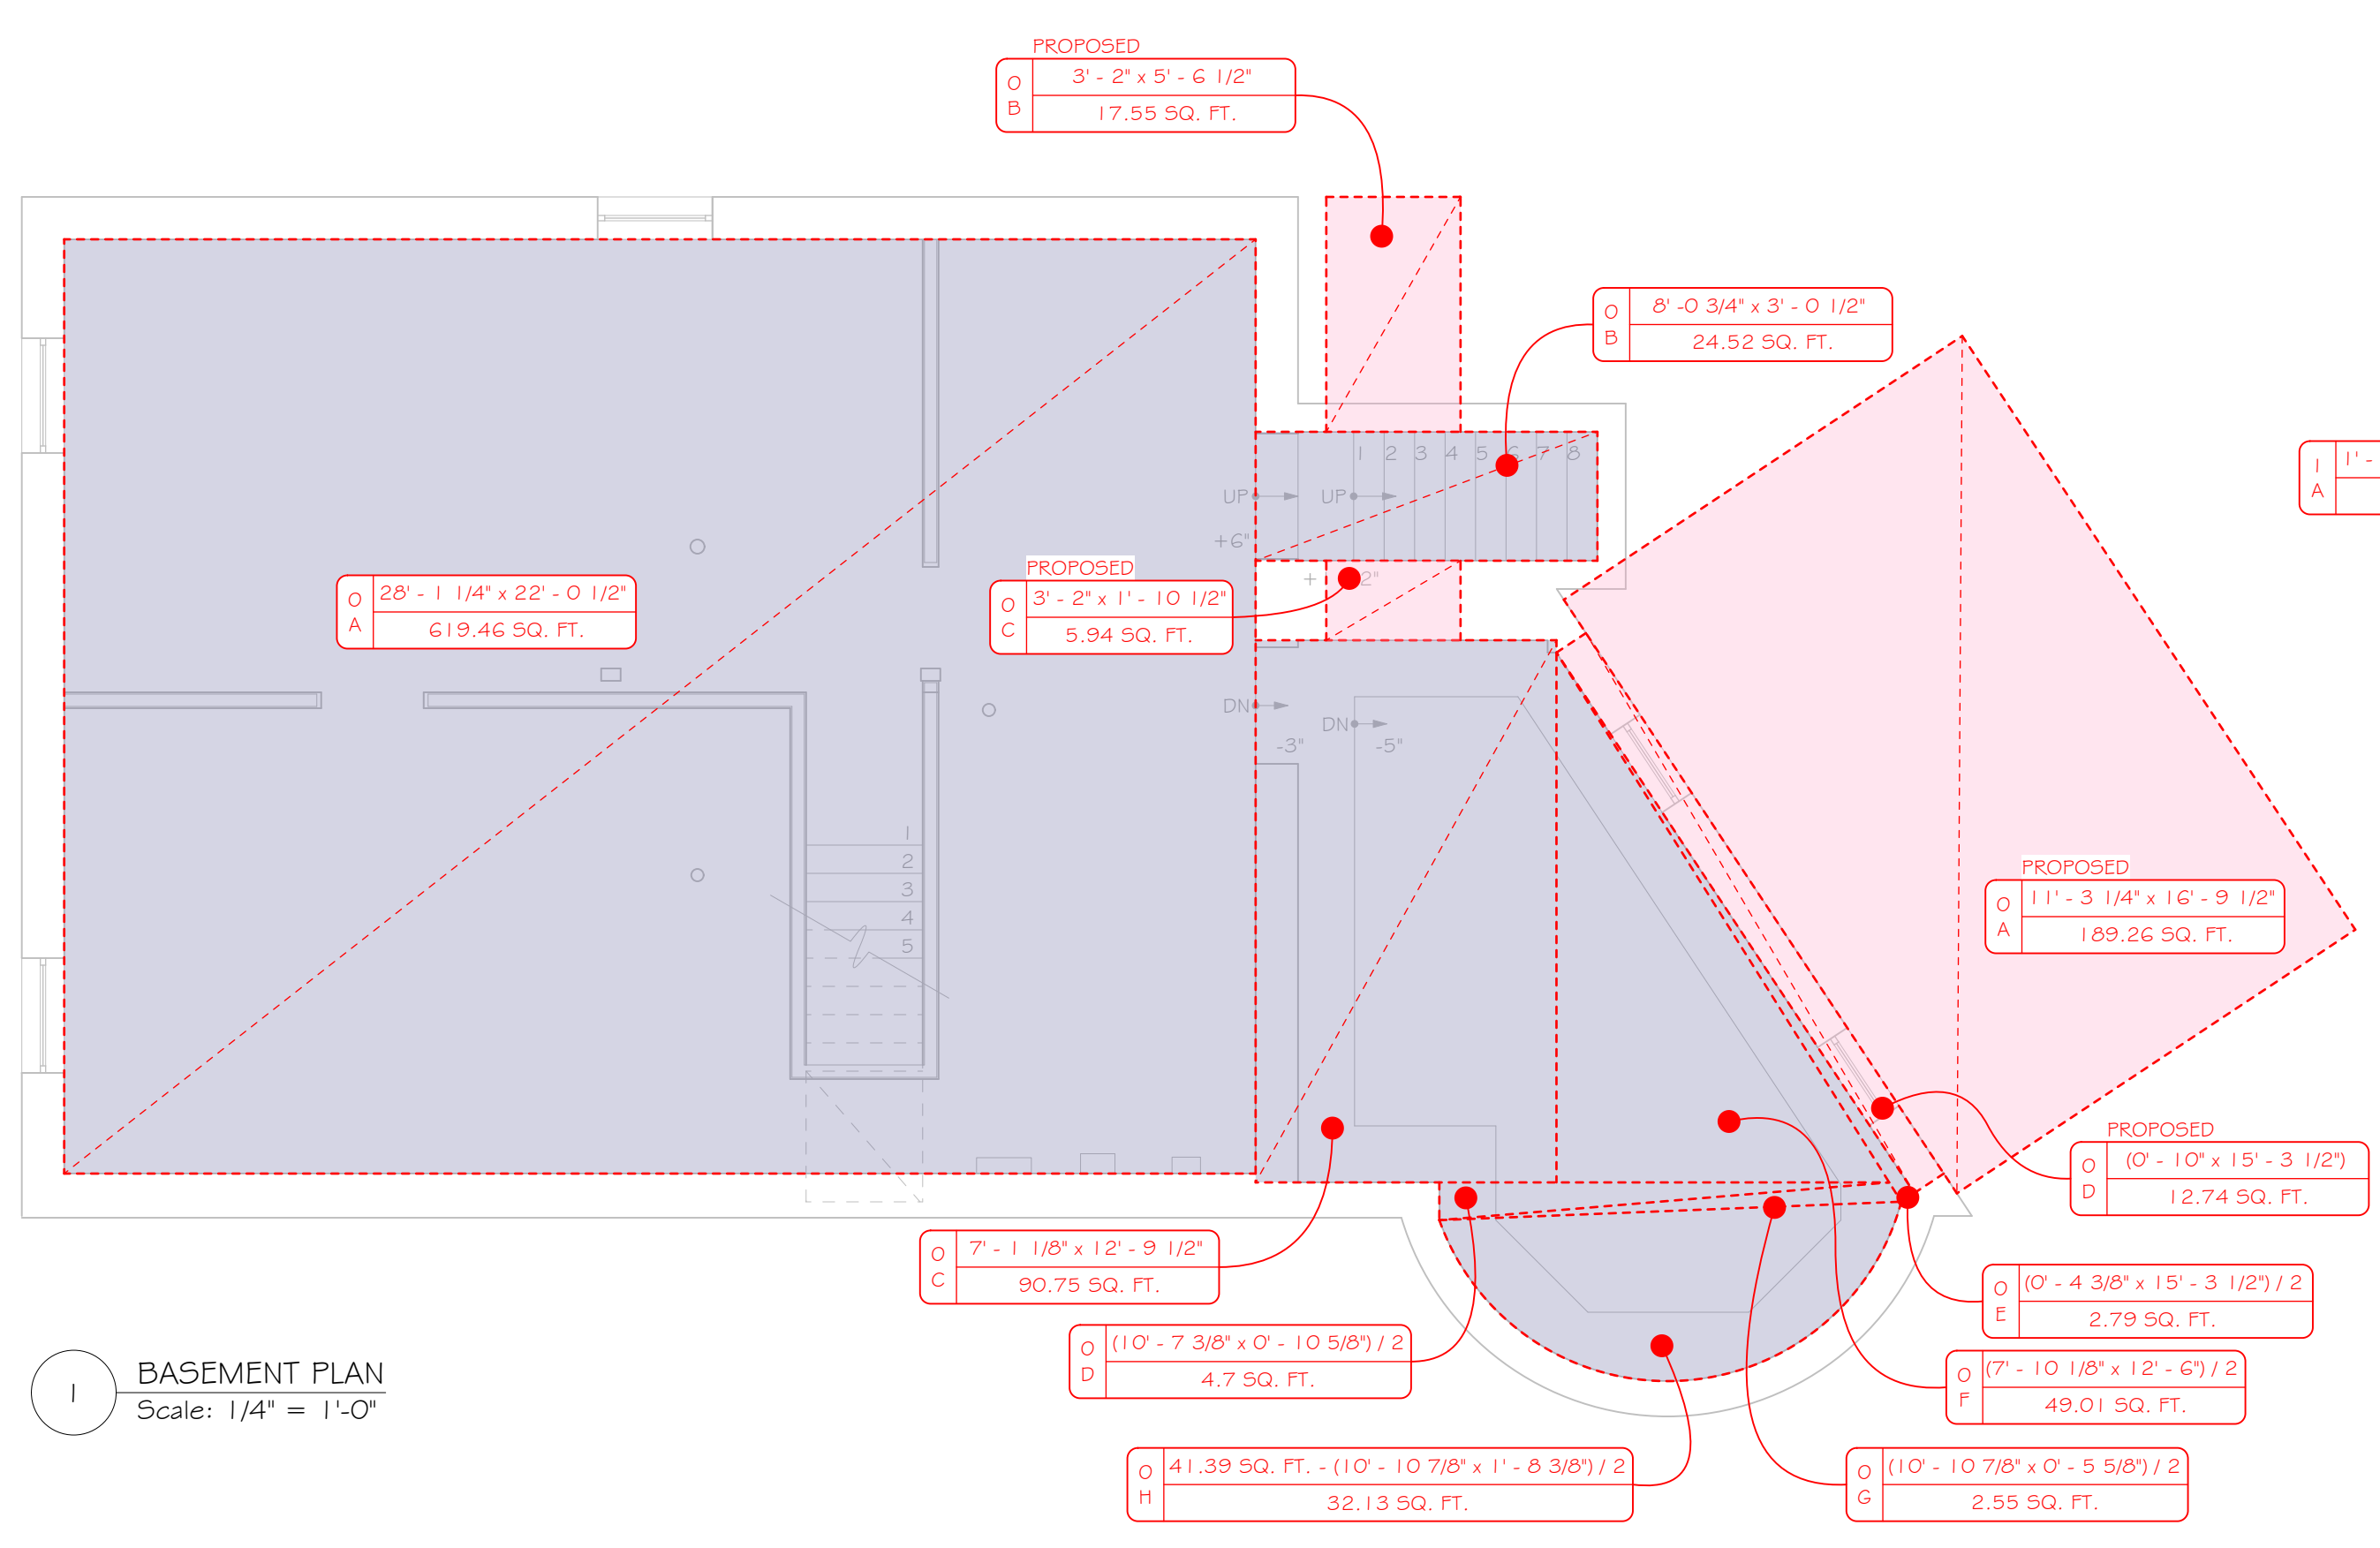 PROPOSED
O B
3' - 2" x 5' - 6 1/2"
17.55 SQ. FT.
O B
8' -0 3/4" x 3' - 0 1/2"
24.52 SQ. FT.
1 2 3 4 5 6 7 8
UP UP
+6"
1 A
1' -
PROPOSED
O C
3' - 2" x 1' - 10 1/2"
5.94 SQ. FT.
+ 2"
O A
28' - 1 1/4" x 22' - 0 1/2"
619.46 SQ. FT.
DN
DN
-3" -5"
1
2
3
4
5
PROPOSED
O A
11' - 3 1/4" x 16' - 9 1/2"
189.26 SQ. FT.
PROPOSED
O D
(0' - 10" x 15' - 3 1/2")
12.74 SQ. FT.
O C
7' - 1 1/8" x 12' - 9 1/2"
90.75 SQ. FT.
O E
(0' - 4 3/8" x 15' - 3 1/2") / 2
2.79 SQ. FT.
O D
(10' - 7 3/8" x 0' - 10 5/8") / 2
4.7 SQ. FT.
O F
(7' - 10 1/8" x 12' - 6") / 2
49.01 SQ. FT.
1
BASEMENT PLAN
Scale: 1/4" = 1'-0"
O H
41.39 SQ. FT. - (10' - 10 7/8" x 1' - 8 3/8") / 2
32.13 SQ. FT.
O G
(10' - 10 7/8" x 0' - 5 5/8") / 2
2.55 SQ. FT.